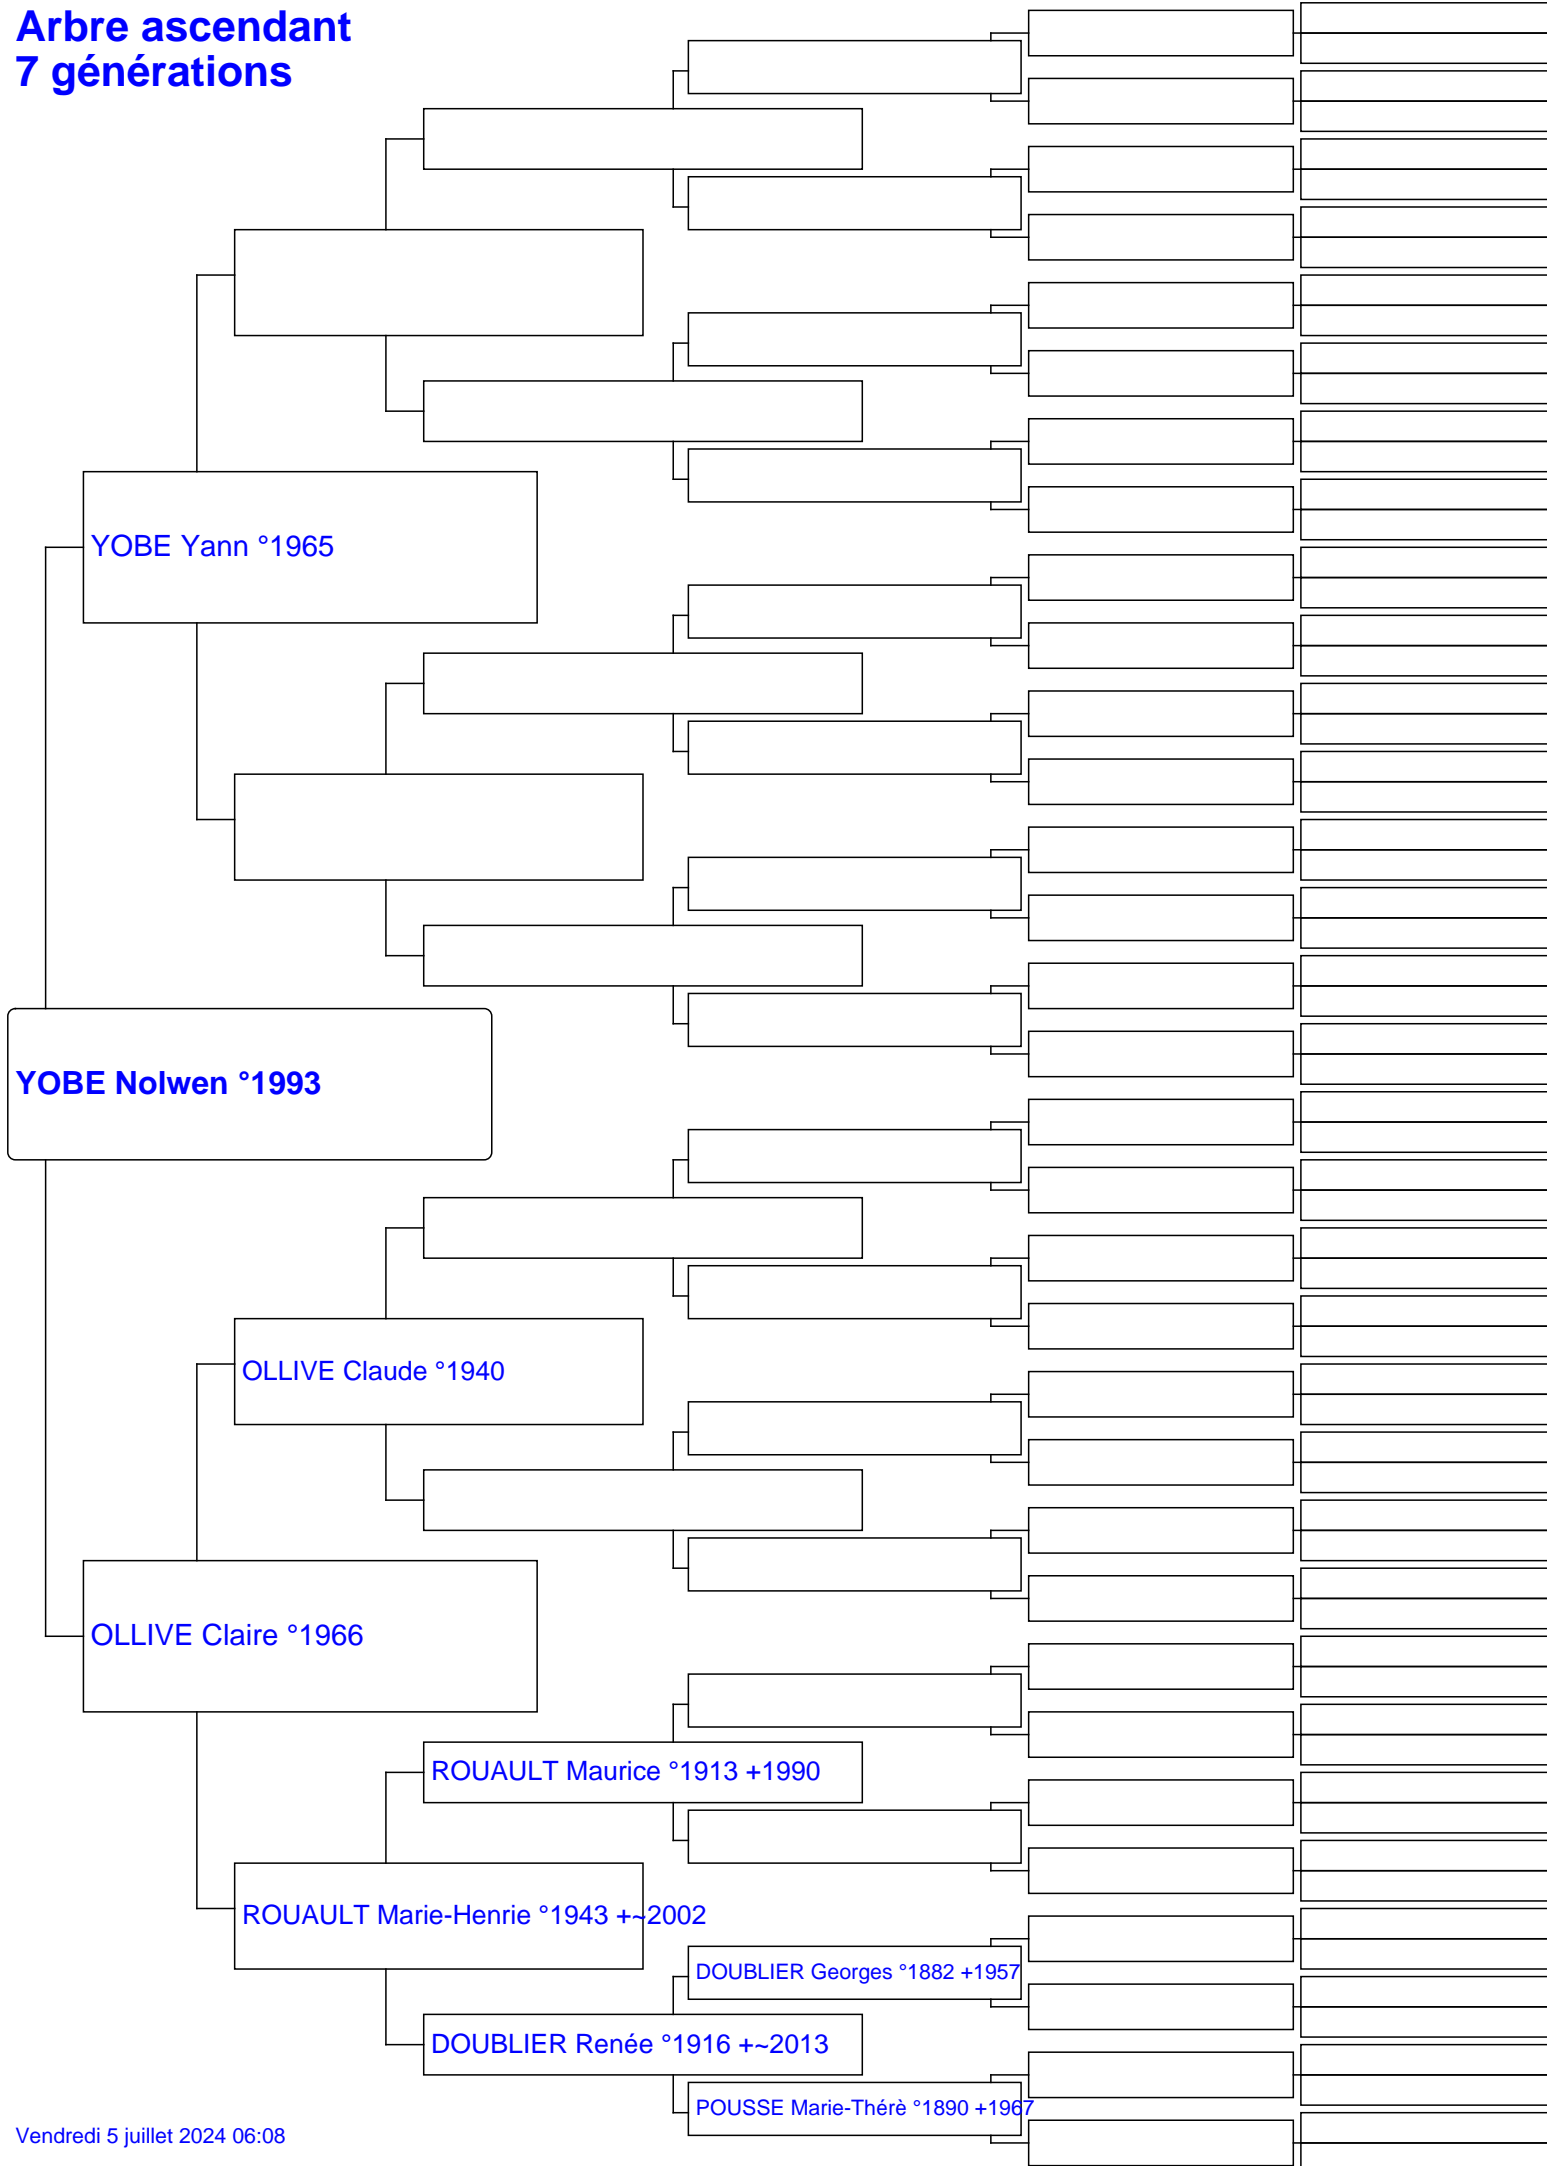 Arbre ascendant
7 générations
YOBE Yann °1965
YOBE Nolwen °1993
OLLIVE Claude °1940
OLLIVE Claire °1966
ROUAULT Maurice °1913 +1990
ROUAULT Marie-Henrie °1943 +~2002
DOUBLIER Georges °1882 +1957
DOUBLIER Renée °1916 +~2013
POUSSE Marie-Thérè °1890 +1967
Vendredi 5 juillet 2024 06:08